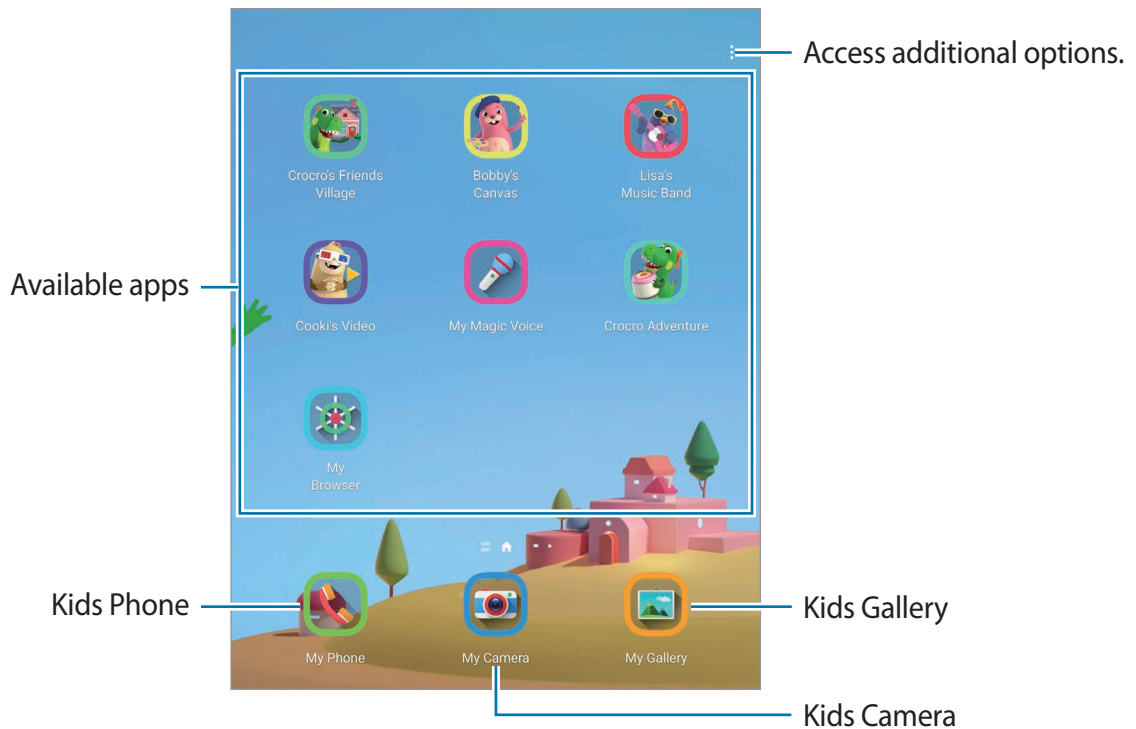 Access additional options.
Crocro's Friends
Village
Bobby's
Canvas
Lisa's
Music Band
Available apps
Cooki's Video
My Magic Voice
Crocro Adventure
My
Browser
Kids Phone
Kids Gallery
My Phone
My Camera
My Gallery
Kids Camera